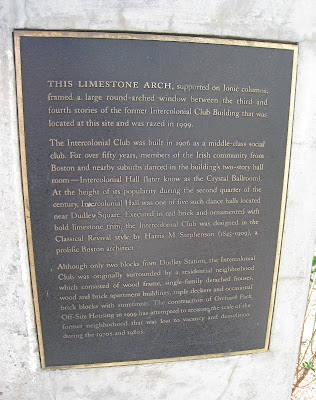 THIS LIMESTONE ARCH, supported on Ionic columns,
framed a large round-arched window between the third and
fourth stories of the former Intercolonial Club Building that was
located at this site and was razed in 1999.
The Intercolonial Club was built in 1906 as a middle-class social
club. For over fifty years, members of the Irish community from
Boston and nearby suburbs danced in the building's two-story ball
room—Intercolonial Hall (later know as the Crystal Ballroom).
At the height of its popularity during the second quarter of the
century, Intercolonial Hall was one of five such dance halls located
near Dudley Square. Executed in red brick and ornamented with
bold limestone trim, the Intercolonial Club was designed in the
Classical Revival style by Harris M. Stephenson (1845-1909), a
prolific Boston architect.
Although only two blocks from Dudley Station, the Intercolonial
Club was originally surrounded by a residential neighborhood
which consisted of wood frame, single-family detached houses,
wood and brick apartment buildings, triple deckers and occasional
brick blocks with storefronts. The construction of Orchard Park
Off-Site Housing in 1999 has attempted to recreate the scale of the
former neighborhood that was lost to vacancy and demolition
during the 1970s and 1980s.